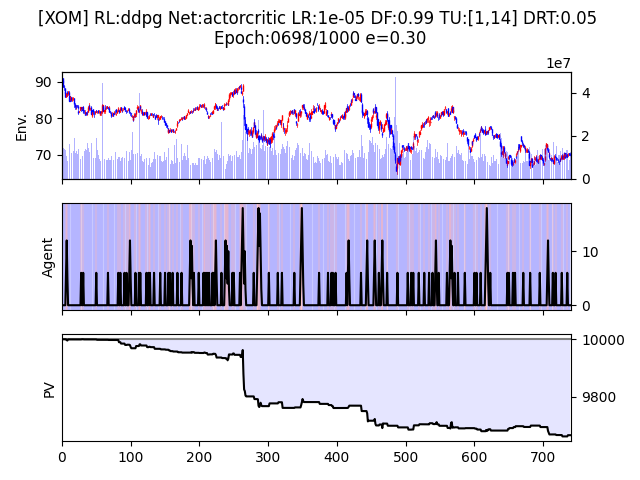 [XOM] RL:ddpg Net:actorcritic LR:1e-05 DF:0.99 TU:[1,14] DRT:0.05
Epoch:0698/1000 e=0.30
1e7
90
80
70
Env.
4
2
0
Agent
10
0
PV
10000
9800
0 100 200 300 400 500 600 700